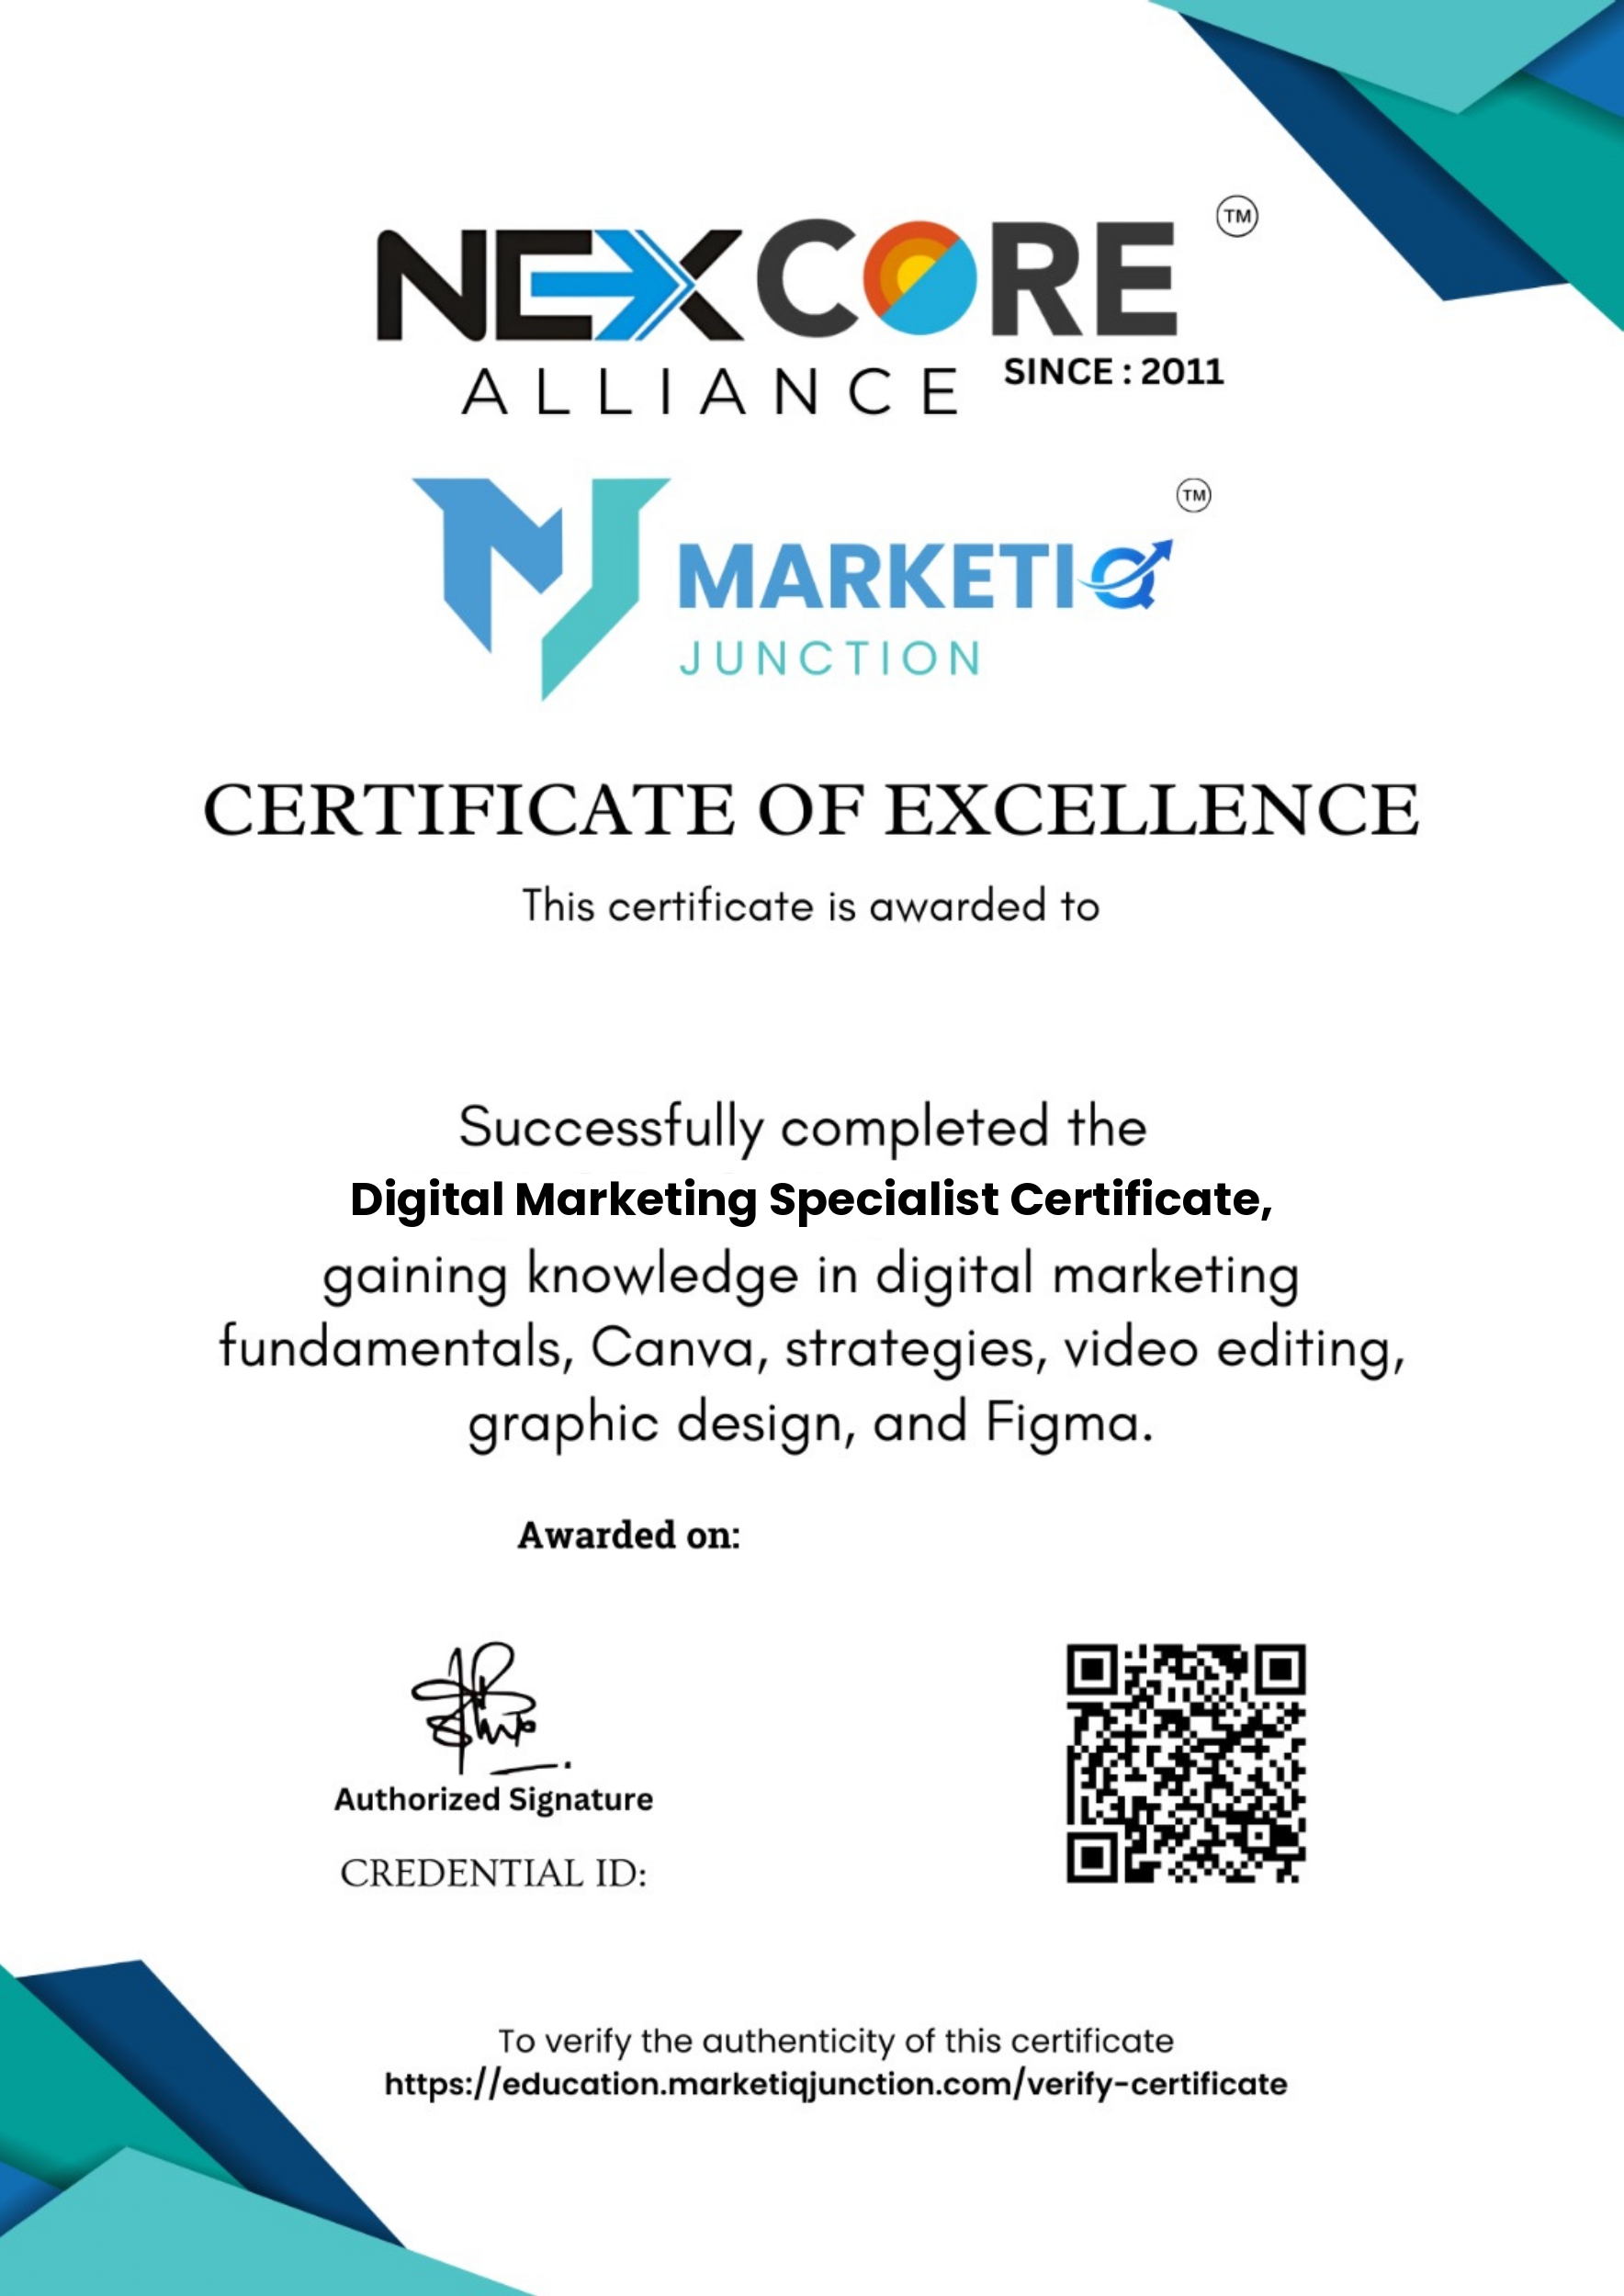 NEXCORE
TM
ALLIANCE
SINCE : 2011
TM
MARKETIQ
JUNCTION
CERTIFICATE OF EXCELLENCE
This certificate is awarded to
Successfully completed the
Digital Marketing Specialist Certificate,
gaining knowledge in digital marketing
fundamentals, Canva, strategies, video editing,
graphic design, and Figma.
Awarded on:
Authorized Signature
CREDENTIAL ID:
To verify the authenticity of this certificate
https://education.marketiqjunction.com/verify-certificate